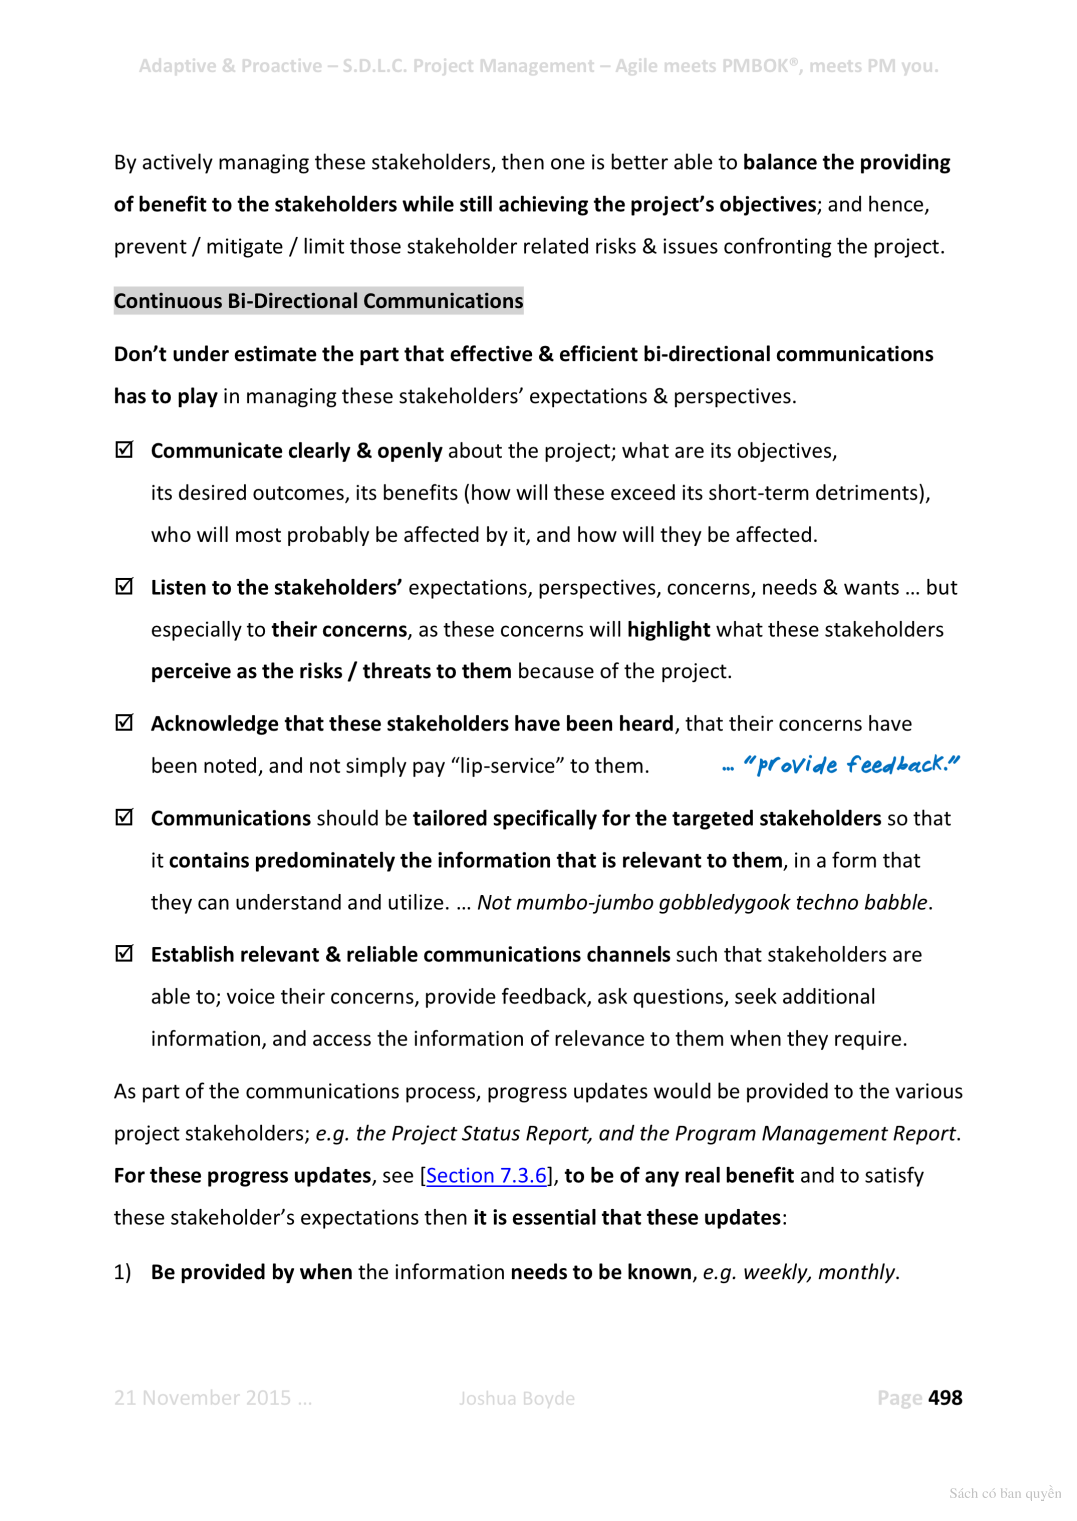 Adaptive & Proactive – S.D.L.C. Project Management – Agile meets PMBOK®, meets PM you.
By actively managing these stakeholders, then one is better able to balance the providing
of benefit to the stakeholders while still achieving the project’s objectives; and hence,
prevent / mitigate / limit those stakeholder related risks & issues confronting the project.
Continuous Bi-Directional Communications
Don’t under estimate the part that effective & efficient bi-directional communications
has to play in managing these stakeholders’ expectations & perspectives.
☑ Communicate clearly & openly about the project; what are its objectives,
its desired outcomes, its benefits (how will these exceed its short-term detriments),
who will most probably be affected by it, and how will they be affected.
☑ Listen to the stakeholders’ expectations, perspectives, concerns, needs & wants … but
especially to their concerns, as these concerns will highlight what these stakeholders
perceive as the risks / threats to them because of the project.
☑ Acknowledge that these stakeholders have been heard, that their concerns have
been noted, and not simply pay “lip-service” to them. … “provide feedback.”
☑ Communications should be tailored specifically for the targeted stakeholders so that
it contains predominately the information that is relevant to them, in a form that
they can understand and utilize. … Not mumbo-jumbo gobbledygook techno babble.
☑ Establish relevant & reliable communications channels such that stakeholders are
able to; voice their concerns, provide feedback, ask questions, seek additional
information, and access the information of relevance to them when they require.
As part of the communications process, progress updates would be provided to the various
project stakeholders; e.g. the Project Status Report, and the Program Management Report.
For these progress updates, see [Section 7.3.6], to be of any real benefit and to satisfy
these stakeholder’s expectations then it is essential that these updates:
1) Be provided by when the information needs to be known, e.g. weekly, monthly.
21 November 2015 … Joshua Boyde Page 498
Sách có bản quyền